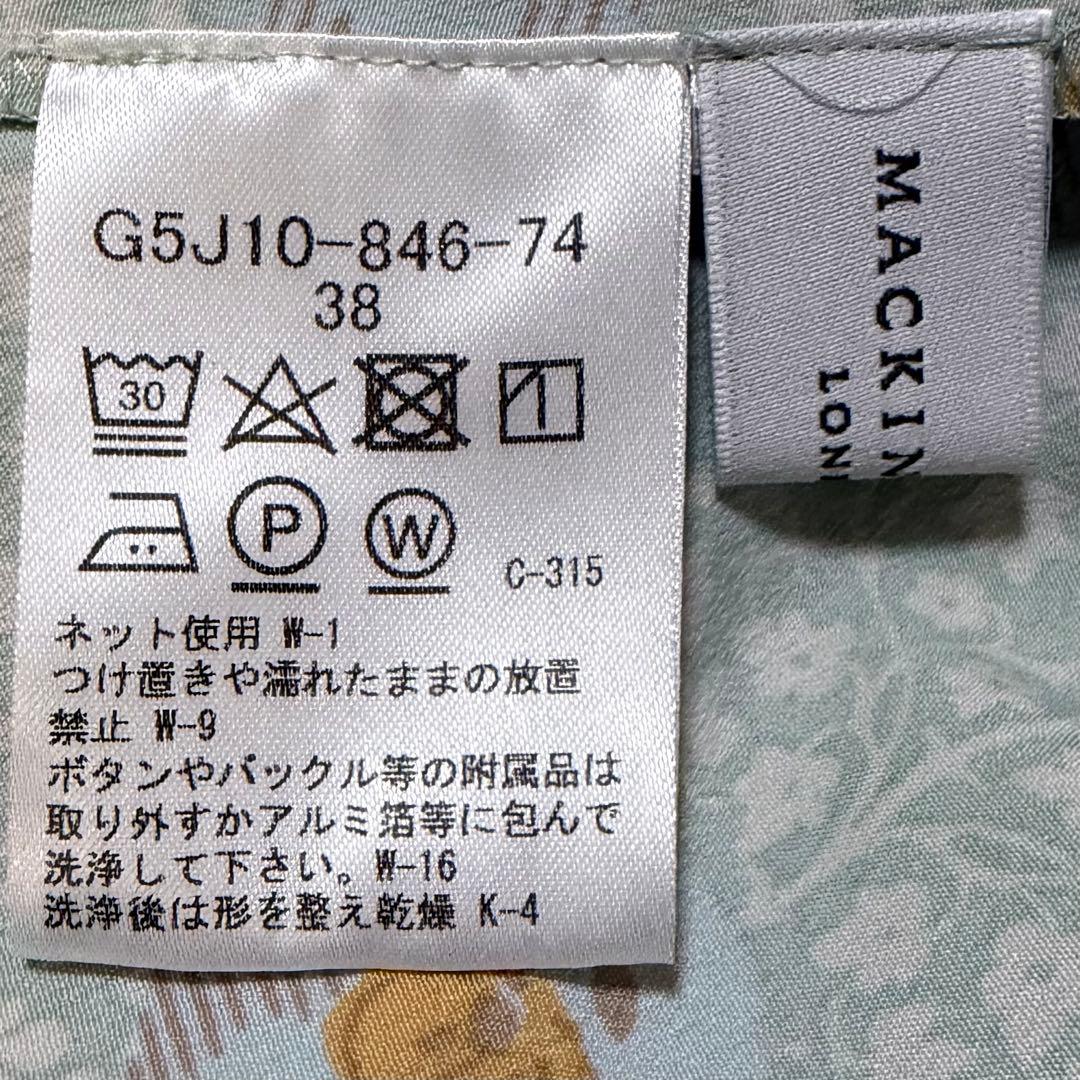 G5J10-846-74
38
30
P
W
C-315
ネット使用 W-1
つけ置きや濡れたままの放置
禁止 W-9
ボタンやバックル等の附属品は
取り外すかアルミ箔等に包んで
洗浄して下さい。W-16
洗浄後は形を整え乾燥 K-4
MACKIN
LON